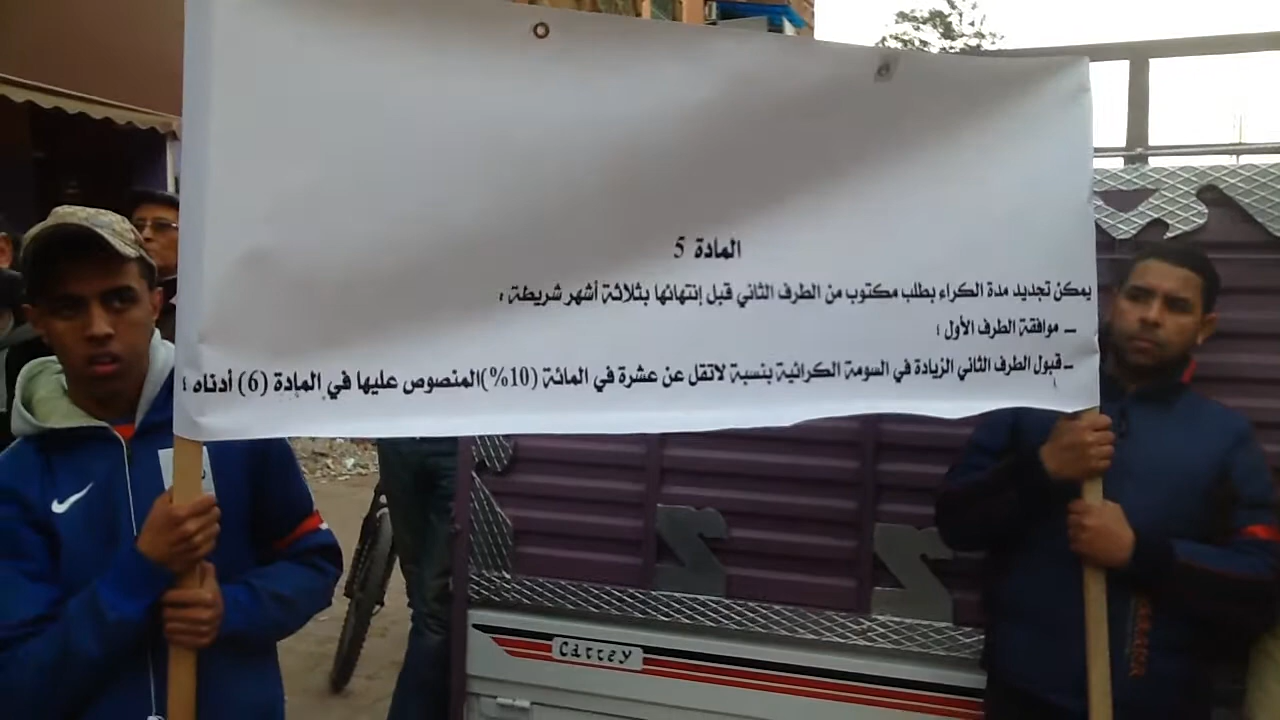 المادة 5
يمكن تجديد مدة الكراء بطلب مكتوب من الطرف الثاني قبل إنتهائها بثلاثة أشهر شريطة :
– موافقة الطرف الأول ؛
– قبول الطرف الثاني الزيادة في السومة الكرائية بنسبة لاتقل عن عشرة في المائة (10%)المنصوص عليها في المادة (6) أدناه ؛
Carrey